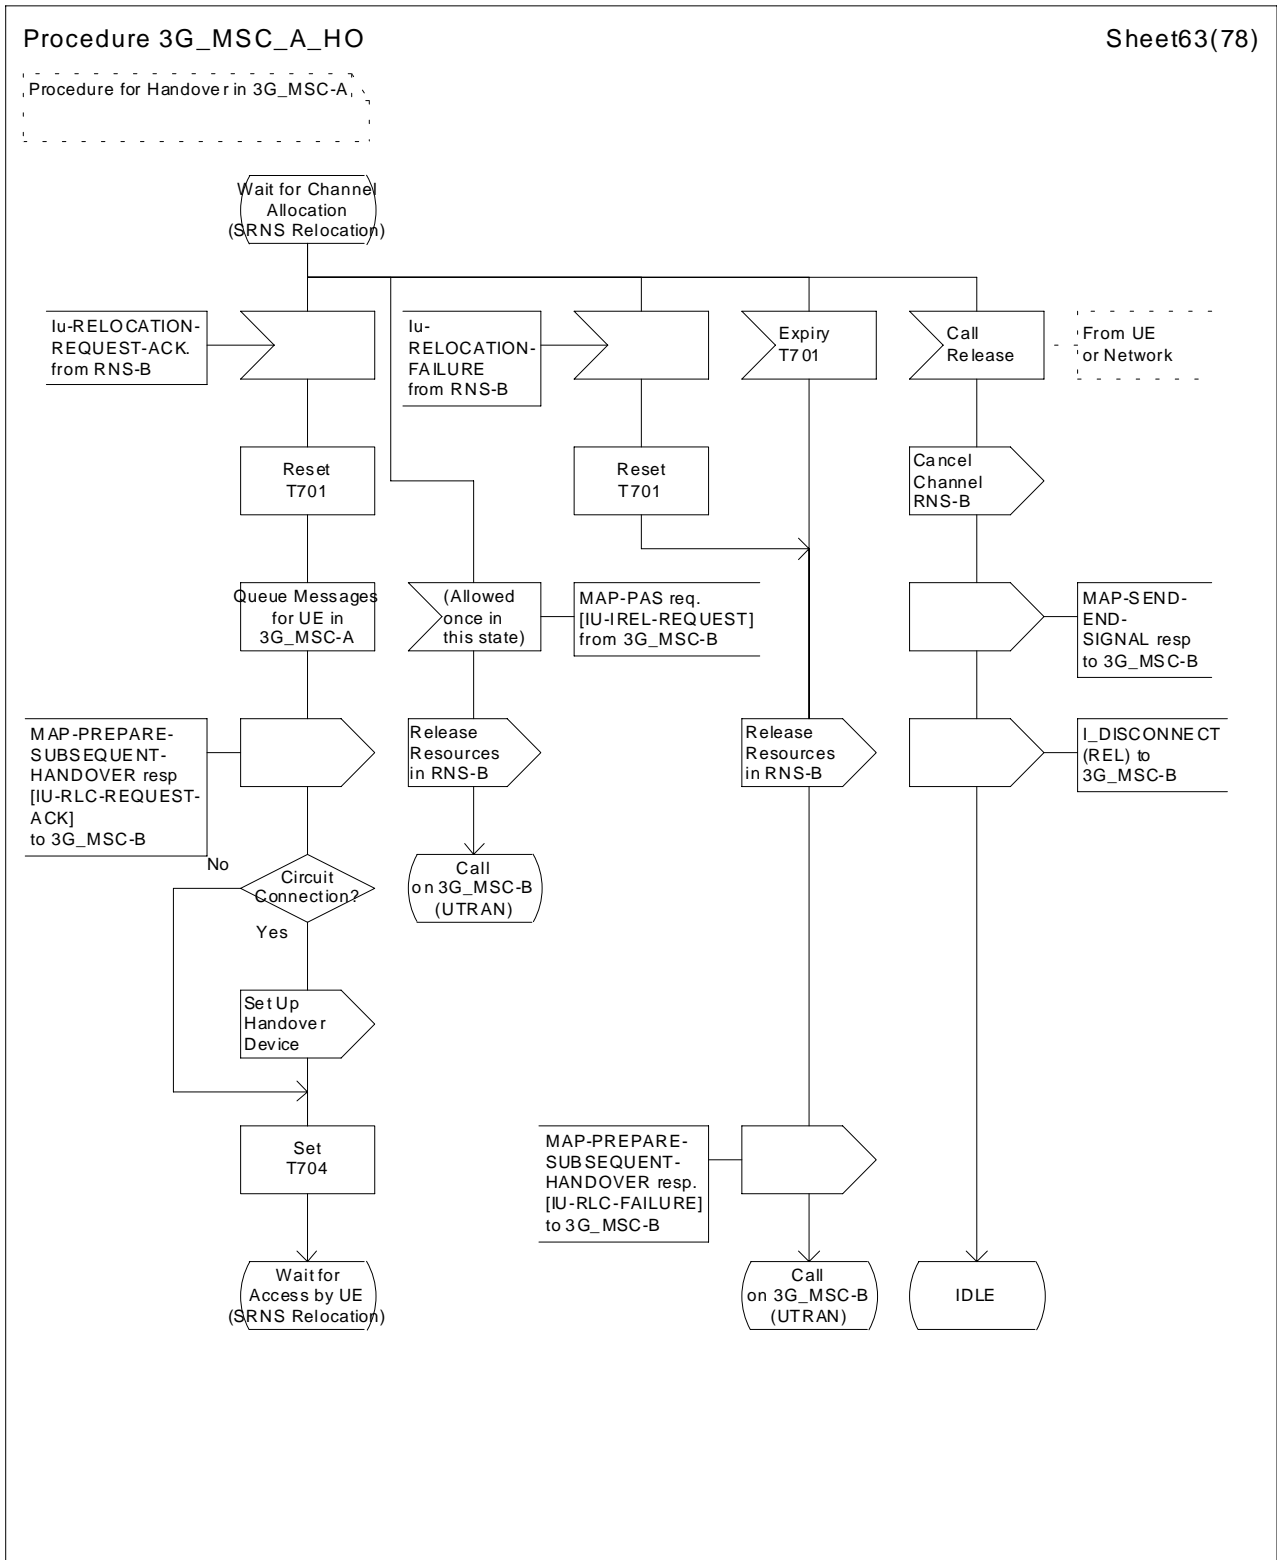 Procedure 3G_MSC_A_HO
Sheet63(78)
Procedure for Handover in 3G_MSC-A
Wait for Channel
Allocation
(SRNS Relocation)
Iu-RELOCATION-
REQUEST-ACK.
from RNS-B
Iu-
RELOCATION-
FAILURE
from RNS-B
Expiry
T701
Call
Release
From UE
or Network
Reset
T701
Reset
T701
Cancel
Channel
RNS-B
Queue Messages
for UE in
3G_MSC-A
(Allowed
once in
this state)
MAP-PAS req.
[IU-IREL-REQUEST]
from 3G_MSC-B
MAP-SEND-
END-
SIGNAL resp
to 3G_MSC-B
MAP-PREPARE-
SUBSEQUENT-
HANDOVER resp
[IU-RLC-REQUEST-
ACK]
to 3G_MSC-B
Release
Resources
in RNS-B
Release
Resources
in RNS-B
I_DISCONNECT
(REL) to
3G_MSC-B
No
Circuit
Connection?
Yes
Call
on 3G_MSC-B
(UTRAN)
Set Up
Handover
Device
Set
T704
MAP-PREPARE-
SUBSEQUENT-
HANDOVER resp.
[IU-RLC-FAILURE]
to 3G_MSC-B
Wait for
Access by UE
(SRNS Relocation)
Call
on 3G_MSC-B
(UTRAN)
IDLE